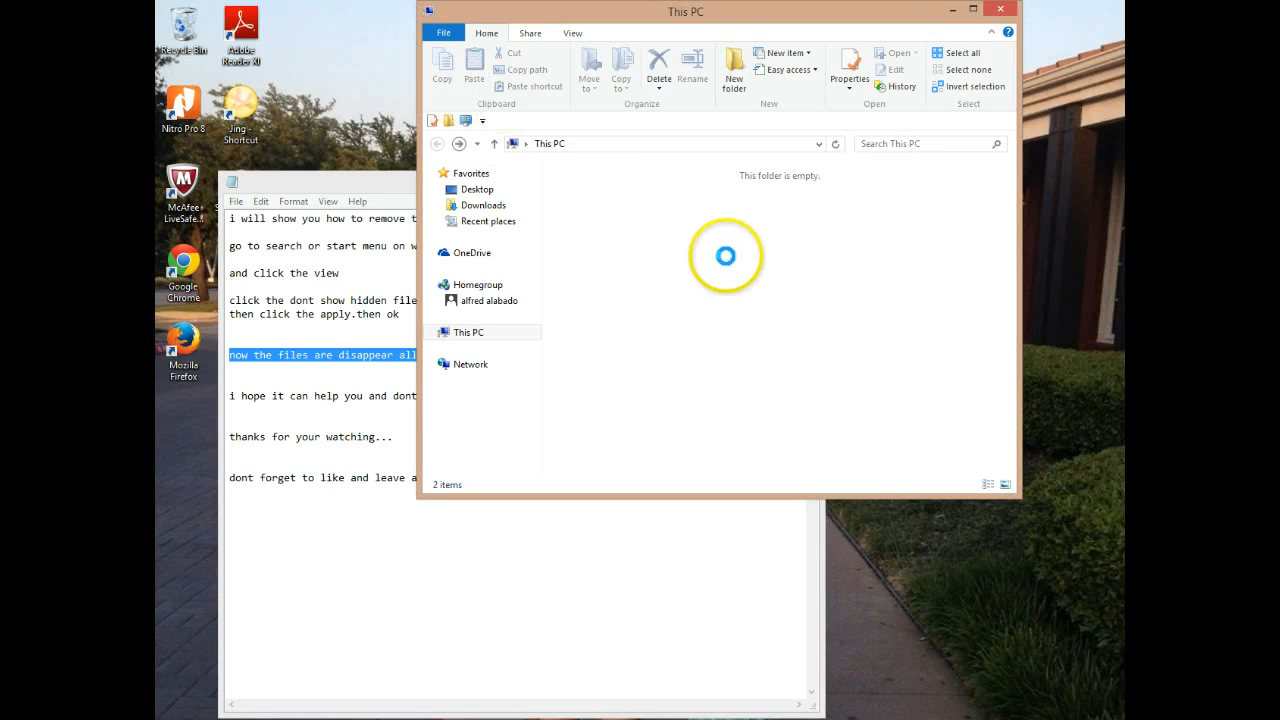 Recycle Bin
Adobe
Reader XI
Nitro Pro 8
Jing -
Shortcut
McAfee
LiveSafe...
Google
Chrome
Mozilla
Firefox
This PC
File
Home
Share
View
Copy
Paste
Cut
Copy path
Paste shortcut
Clipboard
Move
to
Copy
to
Delete
Rename
Organize
New
folder
New item
Easy access
New
Properties
Open
Edit
History
Open
Select all
Select none
Invert selection
Select
This PC
Search This PC
Favorites
Desktop
Downloads
Recent places
OneDrive
Homegroup
alfred alabado
This PC
Network
This folder is empty.
2 items
File Edit Format View Help
i will show you how to remove
go to search or start menu on
and click the view
click the dont show hidden file
then click the apply.then ok
now the files are disappear all
i hope it can help you and dont
thanks for your watching...
dont forget to like and leave a